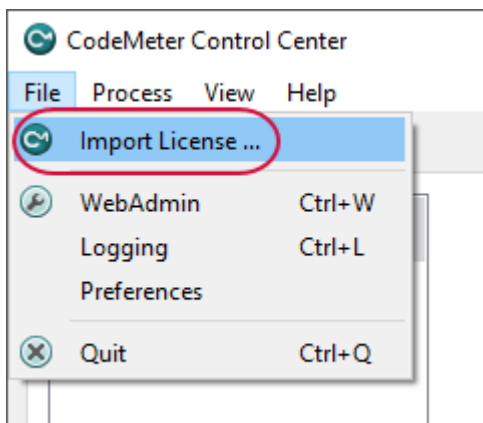 CodeMeter Control Center
File Process View Help
Import License ...
WebAdmin Ctrl+W
Logging Ctrl+L
Preferences
Quit Ctrl+Q